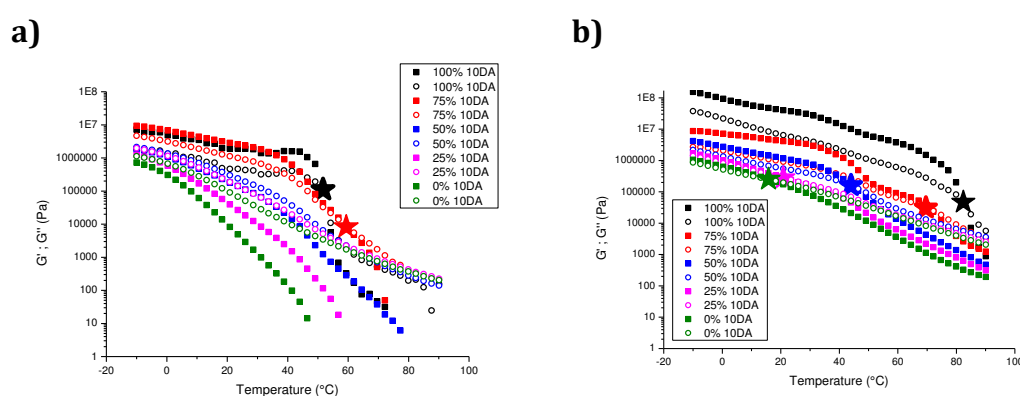 a)
1E8
1E7
1000000
100000
10000
1000
100
10
1
G' ; G'' (Pa)
-20
0
20
40
60
80
100
Temperature (°C)
100% 10DA
100% 10DA
75% 10DA
75% 10DA
50% 10DA
50% 10DA
25% 10DA
25% 10DA
0% 10DA
0% 10DA
b)
1E8
1E7
1000000
100000
10000
1000
100
10
1
G' ; G'' (Pa)
-20
0
20
40
60
80
100
Temperature (°C)
100% 10DA
100% 10DA
75% 10DA
75% 10DA
50% 10DA
50% 10DA
25% 10DA
25% 10DA
0% 10DA
0% 10DA